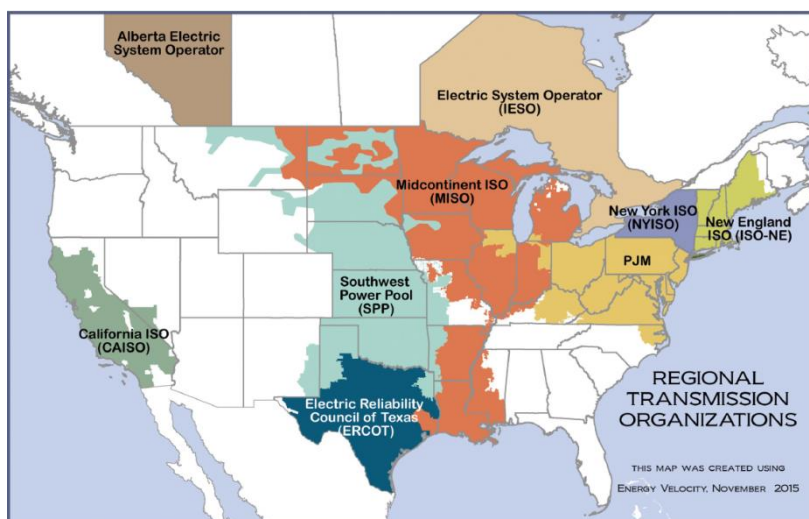 Alberta Electric
System Operator
Electric System Operator
(IESO)
Midcontinent ISO
(MISO)
New York ISO
(NYISO)
New England
ISO (ISO-NE)
PJM
Southwest
Power Pool
(SPP)
California ISO
(CAISO)
Electric Reliability
Council of Texas
(ERCOT)
REGIONAL
TRANSMISSION
ORGANIZATIONS
THIS MAP WAS CREATED USING
ENERGY VELOCITY, NOVEMBER 2015